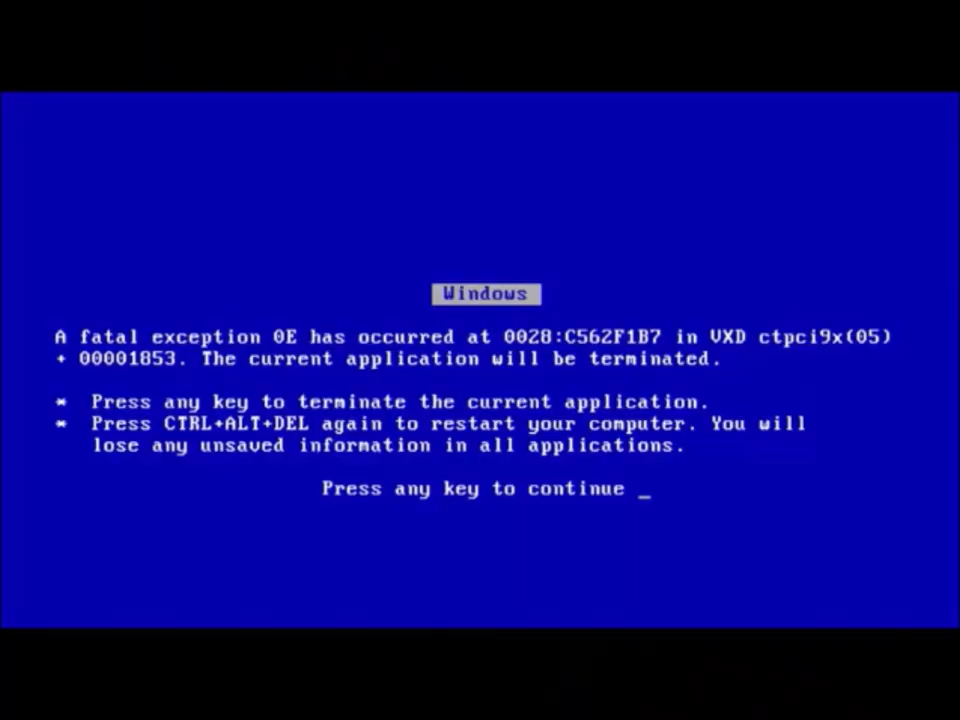 Windows
A fatal exception 0E has occurred at 0028:C562F1B7 in VXD ctpci9x(05)
+ 00001853. The current application will be terminated.
* Press any key to terminate the current application.
* Press CTRL+ALT+DEL again to restart your computer. You will
lose any unsaved information in all applications.
Press any key to continue _